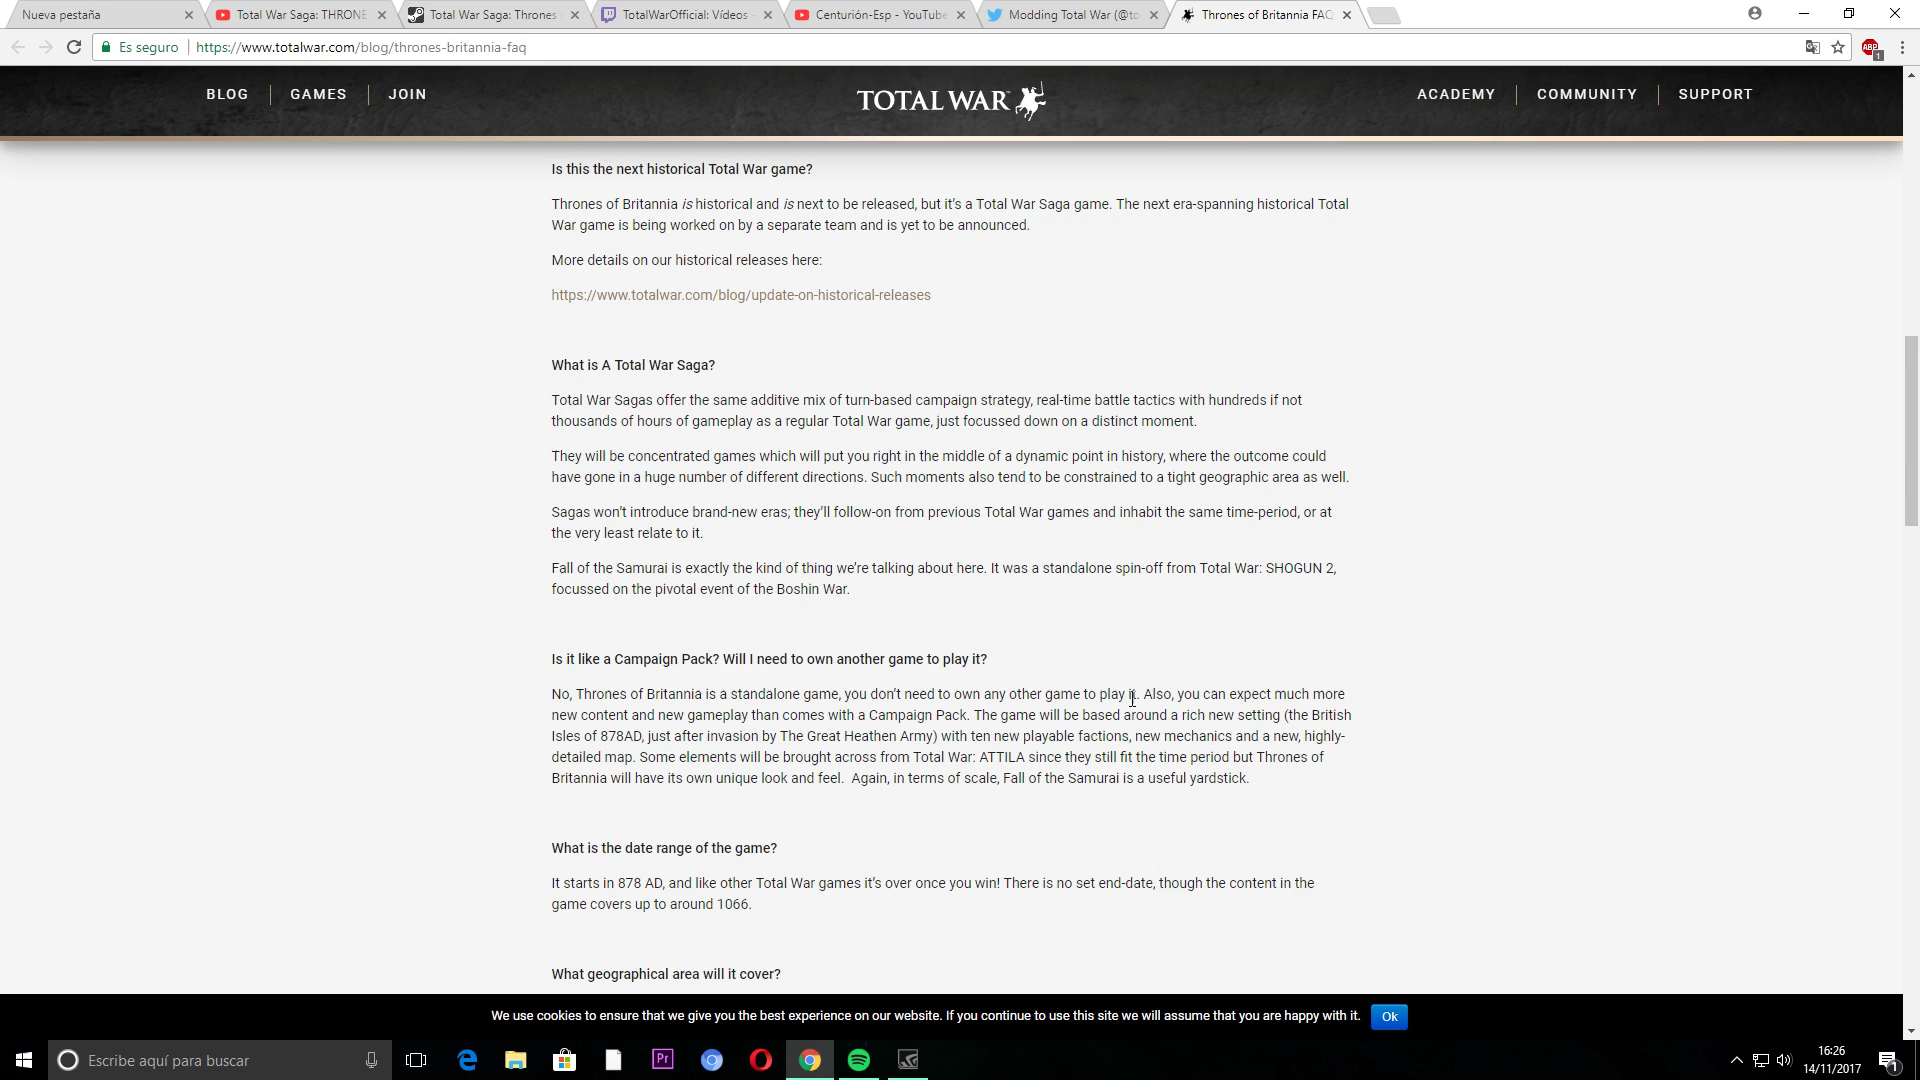 Nueva pestaña
Total War Saga: THRONE
Total War Saga: Thrones
TotalWarOfficial: Vídeos
Centurión-Esp - YouTube
Modding Total War (@to
Thrones of Britannia FAQ
Es seguro | https://www.totalwar.com/blog/thrones-britannia-faq
ABP
1
BLOG
GAMES
JOIN
TOTAL WAR
ACADEMY
COMMUNITY
SUPPORT
Is this the next historical Total War game?
Thrones of Britannia is historical and is next to be released, but it's a Total War Saga game. The next era-spanning historical Total
War game is being worked on by a separate team and is yet to be announced.
More details on our historical releases here:
https://www.totalwar.com/blog/update-on-historical-releases
What is A Total War Saga?
Total War Sagas offer the same additive mix of turn-based campaign strategy, real-time battle tactics with hundreds if not
thousands of hours of gameplay as a regular Total War game, just focussed down on a distinct moment.
They will be concentrated games which will put you right in the middle of a dynamic point in history, where the outcome could
have gone in a huge number of different directions. Such moments also tend to be constrained to a tight geographic area as well.
Sagas won't introduce brand-new eras; they'll follow-on from previous Total War games and inhabit the same time-period, or at
the very least relate to it.
Fall of the Samurai is exactly the kind of thing we're talking about here. It was a standalone spin-off from Total War: SHOGUN 2,
focussed on the pivotal event of the Boshin War.
Is it like a Campaign Pack? Will I need to own another game to play it?
No, Thrones of Britannia is a standalone game, you don't need to own any other game to play it. Also, you can expect much more
new content and new gameplay than comes with a Campaign Pack. The game will be based around a rich new setting (the British
Isles of 878AD, just after invasion by The Great Heathen Army) with ten new playable factions, new mechanics and a new, highly-
detailed map. Some elements will be brought across from Total War: ATTILA since they still fit the time period but Thrones of
Britannia will have its own unique look and feel.  Again, in terms of scale, Fall of the Samurai is a useful yardstick.
What is the date range of the game?
It starts in 878 AD, and like other Total War games it's over once you win! There is no set end-date, though the content in the
game covers up to around 1066.
What geographical area will it cover?
We use cookies to ensure that we give you the best experience on our website. If you continue to use this site we will assume that you are happy with it.
Ok
Escribe aquí para buscar
Pr
16:26
14/11/2017
1